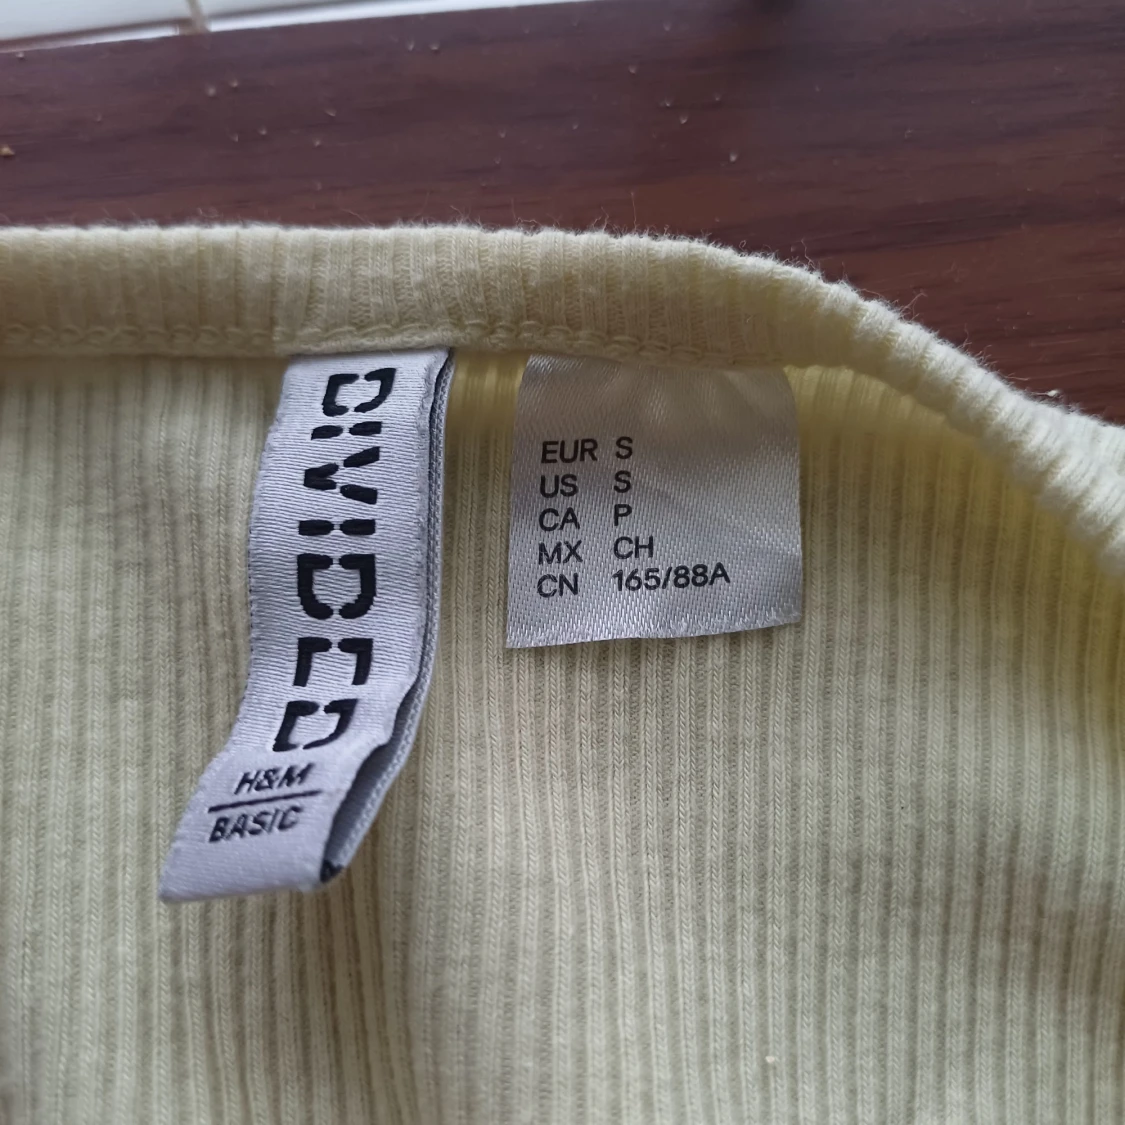 DIVIDED
H&M
BASIC
EUR S
US S
CA P
MX CH
CN 165/88A